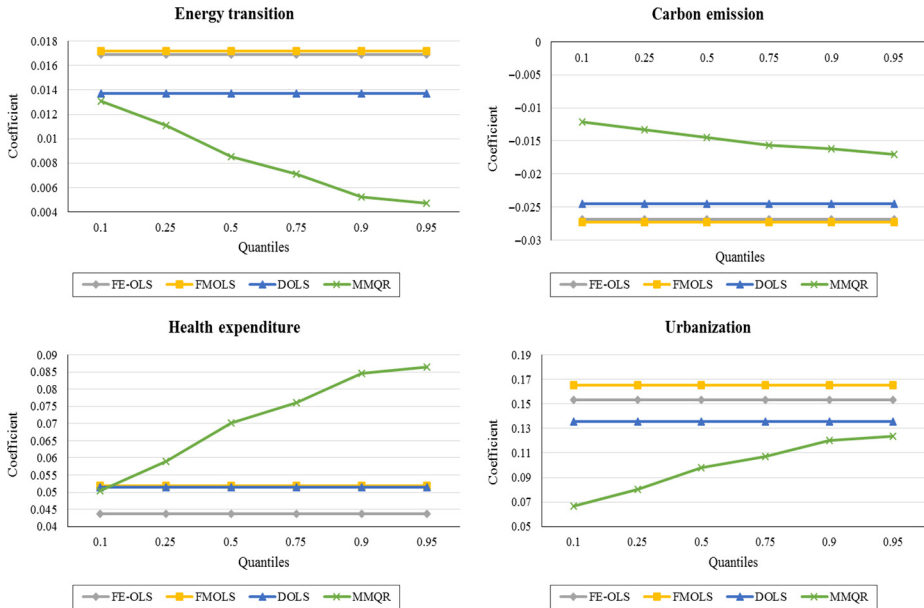 Energy transition
Coefficient
0.018
0.016
0.014
0.012
0.01
0.008
0.006
0.004
0.1 0.25 0.5 0.75 0.9 0.95
Quantiles
FE-OLS FMOLS DOLS MMQR
Carbon emission
Coefficient
0
−0.005
−0.01
−0.015
−0.02
−0.025
−0.03
0.1 0.25 0.5 0.75 0.9 0.95
Quantiles
FE-OLS FMOLS DOLS MMQR
Health expenditure
Coefficient
0.09
0.085
0.08
0.075
0.07
0.065
0.06
0.055
0.05
0.045
0.04
0.1 0.25 0.5 0.75 0.9 0.95
Quantiles
FE-OLS FMOLS DOLS MMQR
Urbanization
Coefficient
0.19
0.17
0.15
0.13
0.11
0.09
0.07
0.05
0.1 0.25 0.5 0.75 0.9 0.95
Quantiles
FE-OLS FMOLS DOLS MMQR